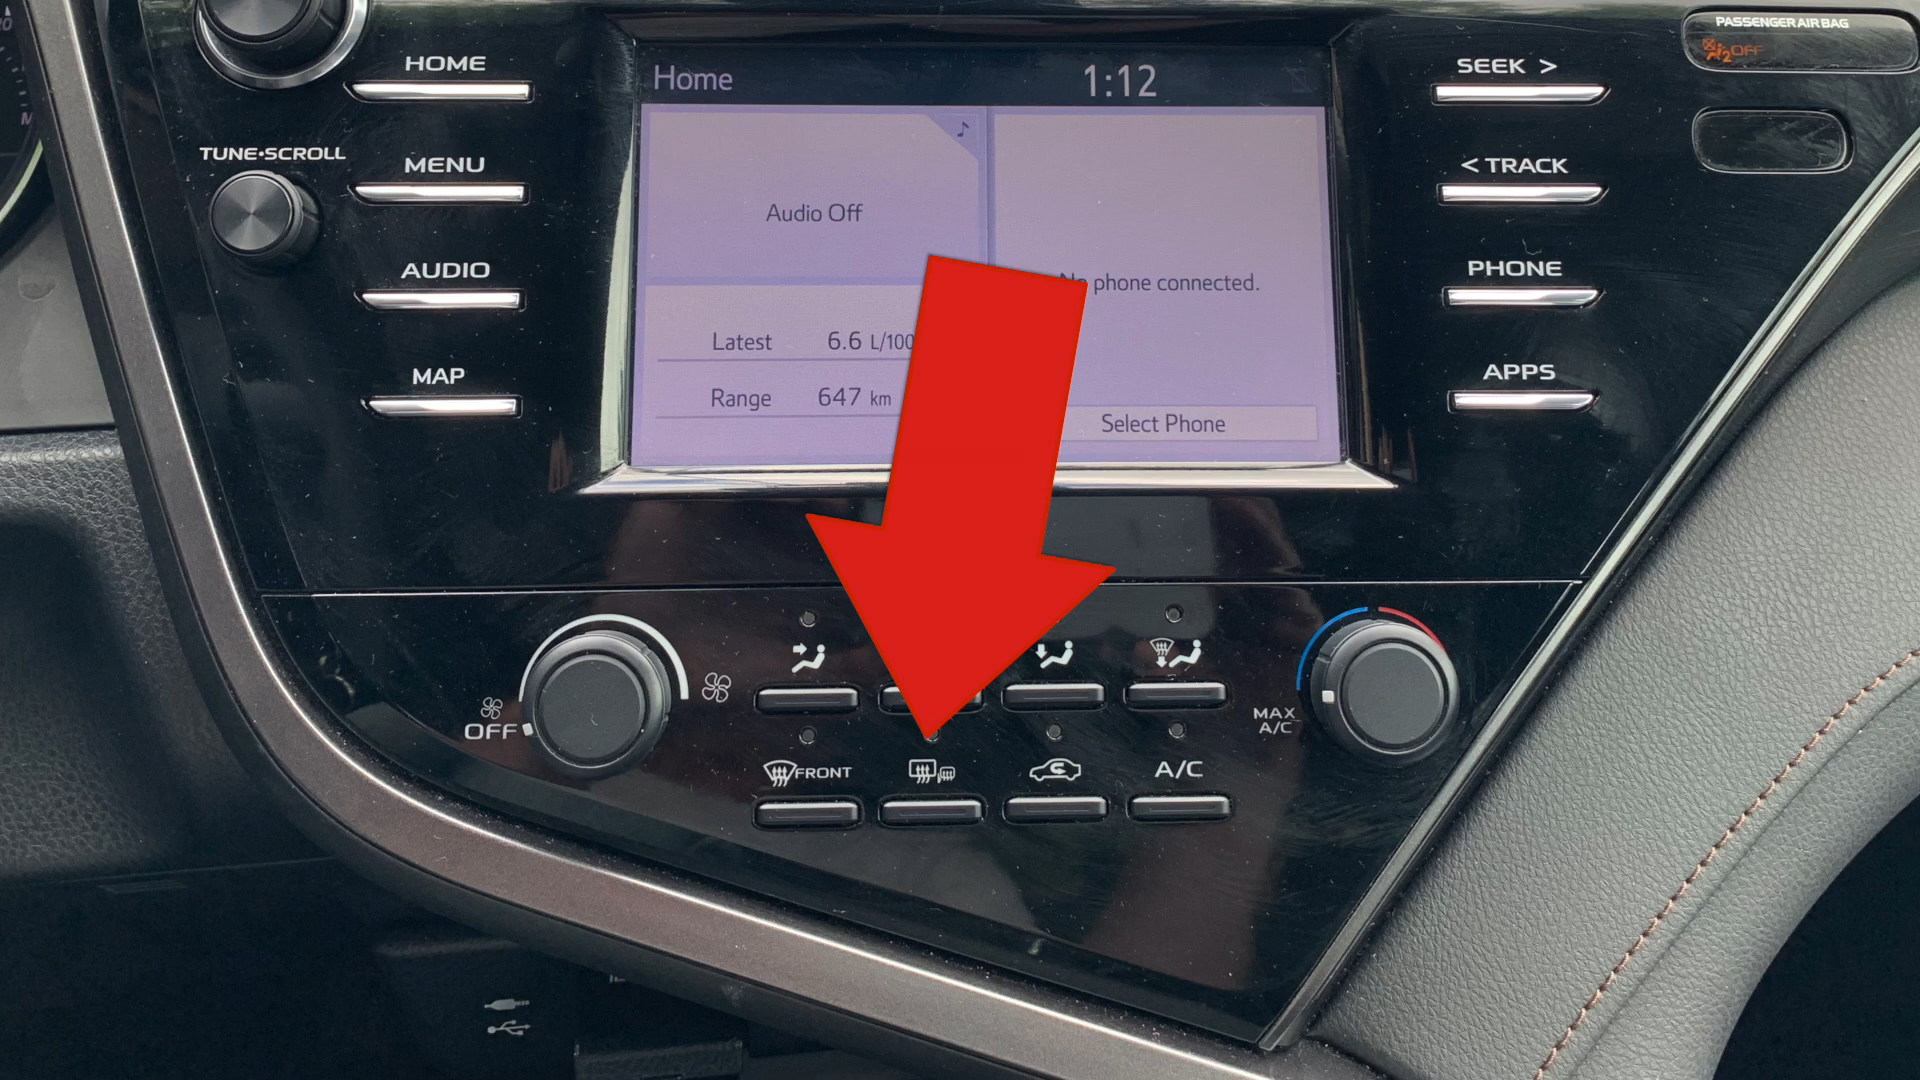 PASSENGER AIR BAG
2 OFF
HOME
Home
1:12
SEEK >
TUNE•SCROLL
MENU
< TRACK
Audio Off
AUDIO
PHONE
phone connected.
Latest 6.6 L/100
MAP
APPS
Range 647 km
Select Phone
OFF
MAX
A/C
FRONT
A/C